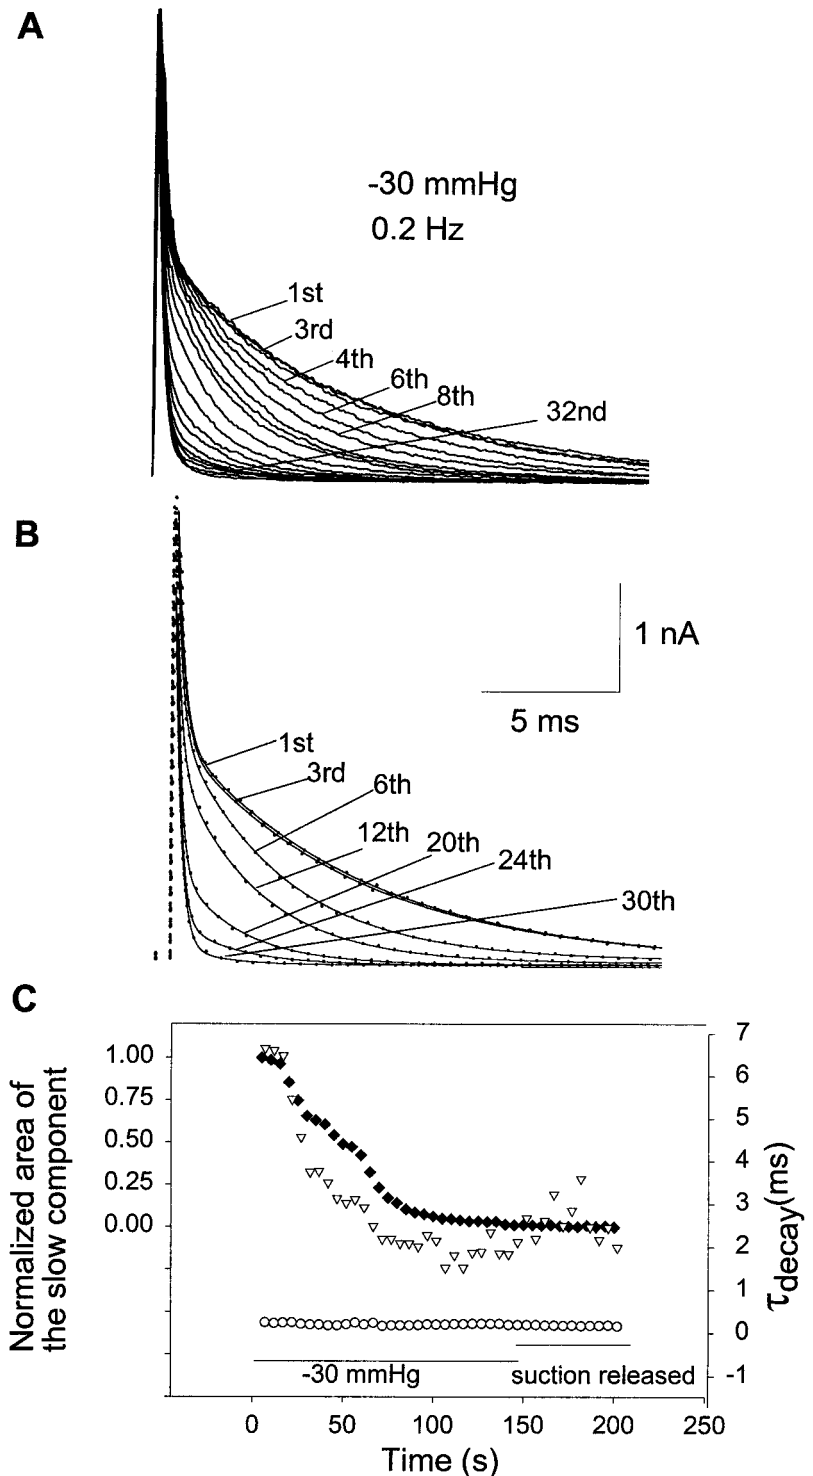 A
-30 mmHg
0.2 Hz
1st
3rd
4th
6th
8th
32nd
B
1 nA
5 ms
1st
3rd
6th
12th
20th
24th
30th
C
Normalized area of
the slow component
1.00
0.75
0.50
0.25
0.00
7
6
5
4
3
2
1
0
-1
τdecay(ms)
-30 mmHg
suction released
0 50 100 150 200 250
Time (s)